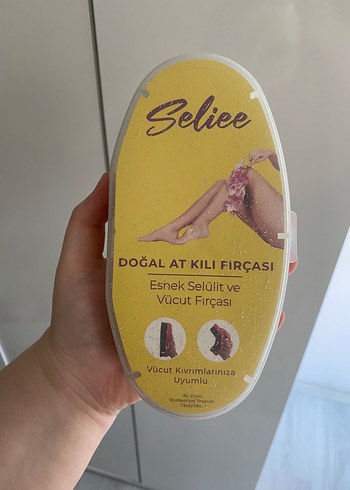 Seliee
DOĞAL AT KILI FIRÇASI
Esnek Selülit ve
Vücut Fırçası
Vücut Kıvrımlarınıza
Uyumlu